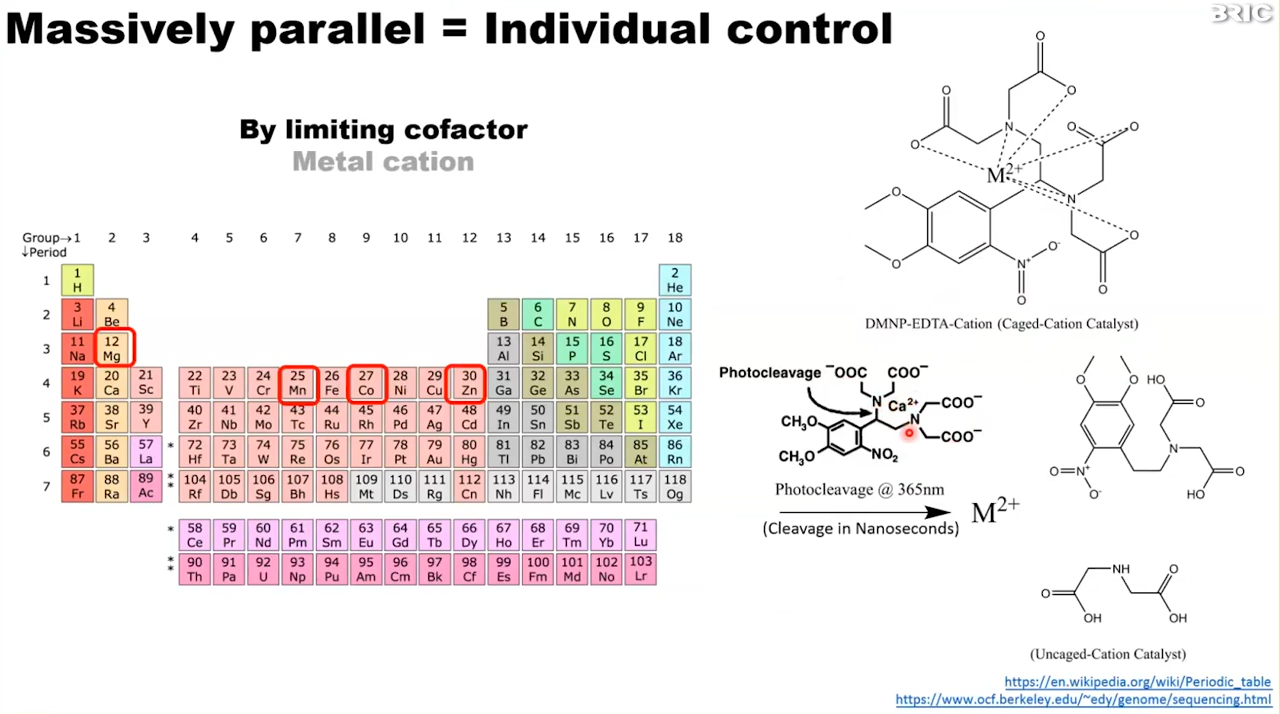 BRIC
Massively parallel = Individual control
By limiting cofactor
Metal cation
Group→1 2 3 4 5 6 7 8 9 10 11 12 13 14 15 16 17 18
↓Period
1 1 2
H He
2 3 4 5 6 7 8 9 10
Li Be B C N O F Ne
3 11 12 13 14 15 16 17 18
Na Mg Al Si P S Cl Ar
4 19 20 21 22 23 24 25 26 27 28 29 30 31 32 33 34 35 36
K Ca Sc Ti V Cr Mn Fe Co Ni Cu Zn Ga Ge As Se Br Kr
5 37 38 39 40 41 42 43 44 45 46 47 48 49 50 51 52 53 54
Rb Sr Y Zr Nb Mo Tc Ru Rh Pd Ag Cd In Sn Sb Te I Xe
6 55 56 57 * 72 73 74 75 76 77 78 79 80 81 82 83 84 85 86
Cs Ba La Hf Ta W Re Os Ir Pt Au Hg Tl Pb Bi Po At Rn
7 87 88 89 * * 104 105 106 107 108 109 110 111 112 113 114 115 116 117 118
Fr Ra Ac Rf Db Sg Bh Hs Mt Ds Rg Cn Nh Fl Mc Lv Ts Og
* 58 59 60 61 62 63 64 65 66 67 68 69 70 71
Ce Pr Nd Pm Sm Eu Gd Tb Dy Ho Er Tm Yb Lu
* * 90 91 92 93 94 95 96 97 98 99 100 101 102 103
Th Pa U Np Pu Am Cm Bk Cf Es Fm Md No Lr
O
O O
N O O
O
M2+
O N
O
O N+ O-
O
O
DMNP-EDTA-Cation (Caged-Cation Catalyst)
Photocleavage −OOC COO−
N Ca2+ COO−
CH3O N
COO−
CH3O NO2
Photocleavage @ 365nm
(Cleavage in Nanoseconds)
M2+
O O HO
O
N
O N+ O
O- HO
NH O
O
OH OH
(Uncaged-Cation Catalyst)
https://en.wikipedia.org/wiki/Periodic_table
https://www.ocf.berkeley.edu/~edy/genome/sequencing.html